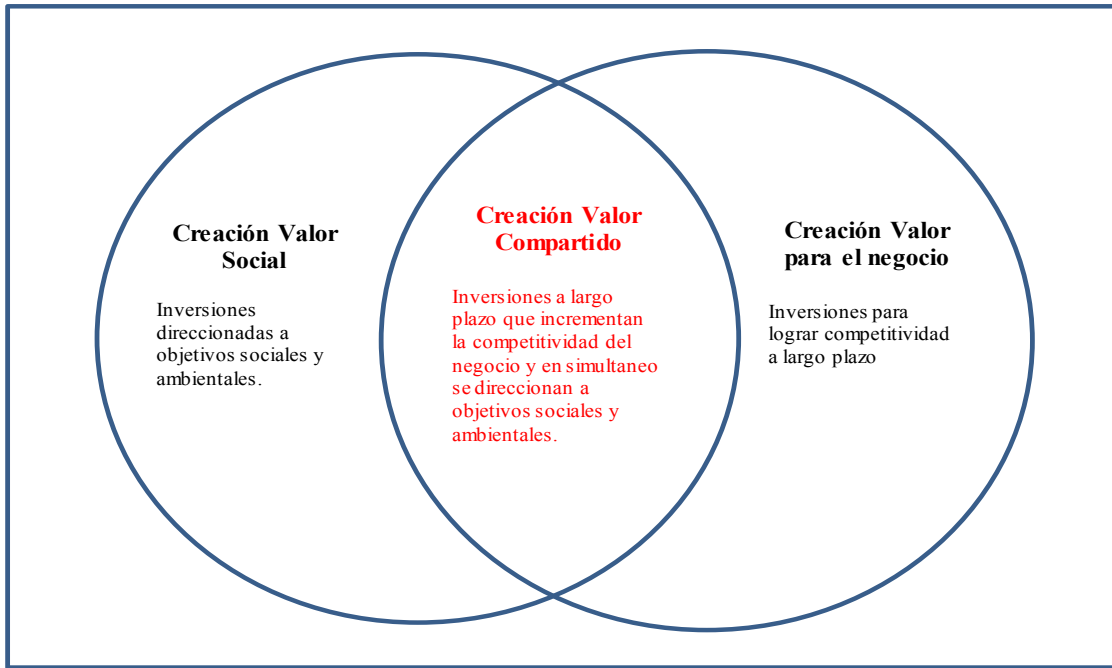 Creación Valor
Social
Inversiones
direccionadas a
objetivos sociales y
ambientales.
Creación Valor
Compartido
Inversiones a largo
plazo que incrementan
la competitividad del
negocio y en simultaneo
se direccionan a
objetivos sociales y
ambientales.
Creación Valor
para el negocio
Inversiones para
lograr competitividad
a largo plazo